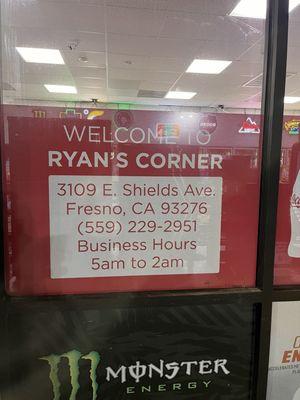 WELCOME TO
RYAN'S CORNER
3109 E. Shields Ave.
Fresno, CA 93276
(559) 229-2951
Business Hours
5am to 2am
MONSTER
ENERGY